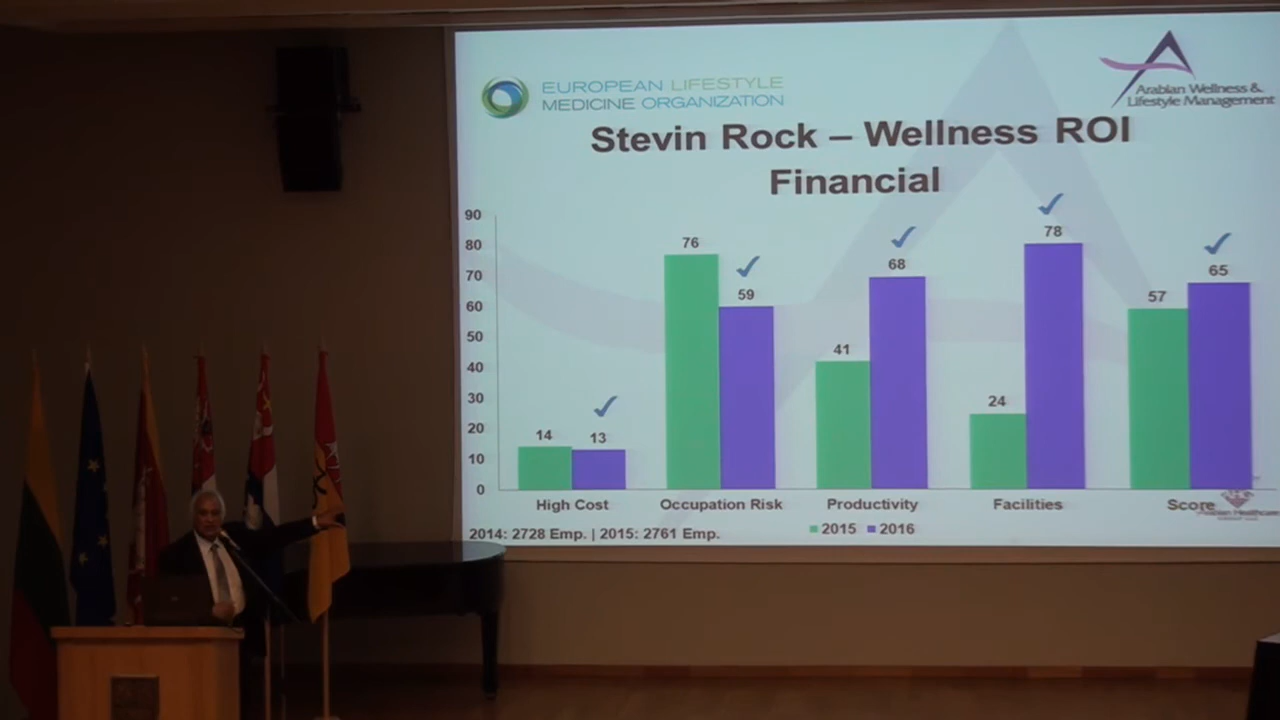 EUROPEAN LIFESTYLE
MEDICINE ORGANIZATION
Arabian Wellness &
Lifestyle Management
Stevin Rock – Wellness ROI
Financial
90
80
70
60
50
40
30
20
10
0
14
13
76
59
41
68
24
78
57
65
High Cost
Occupation Risk
Productivity
Facilities
Score
2015
2016
2014: 2728 Emp. | 2015: 2761 Emp.